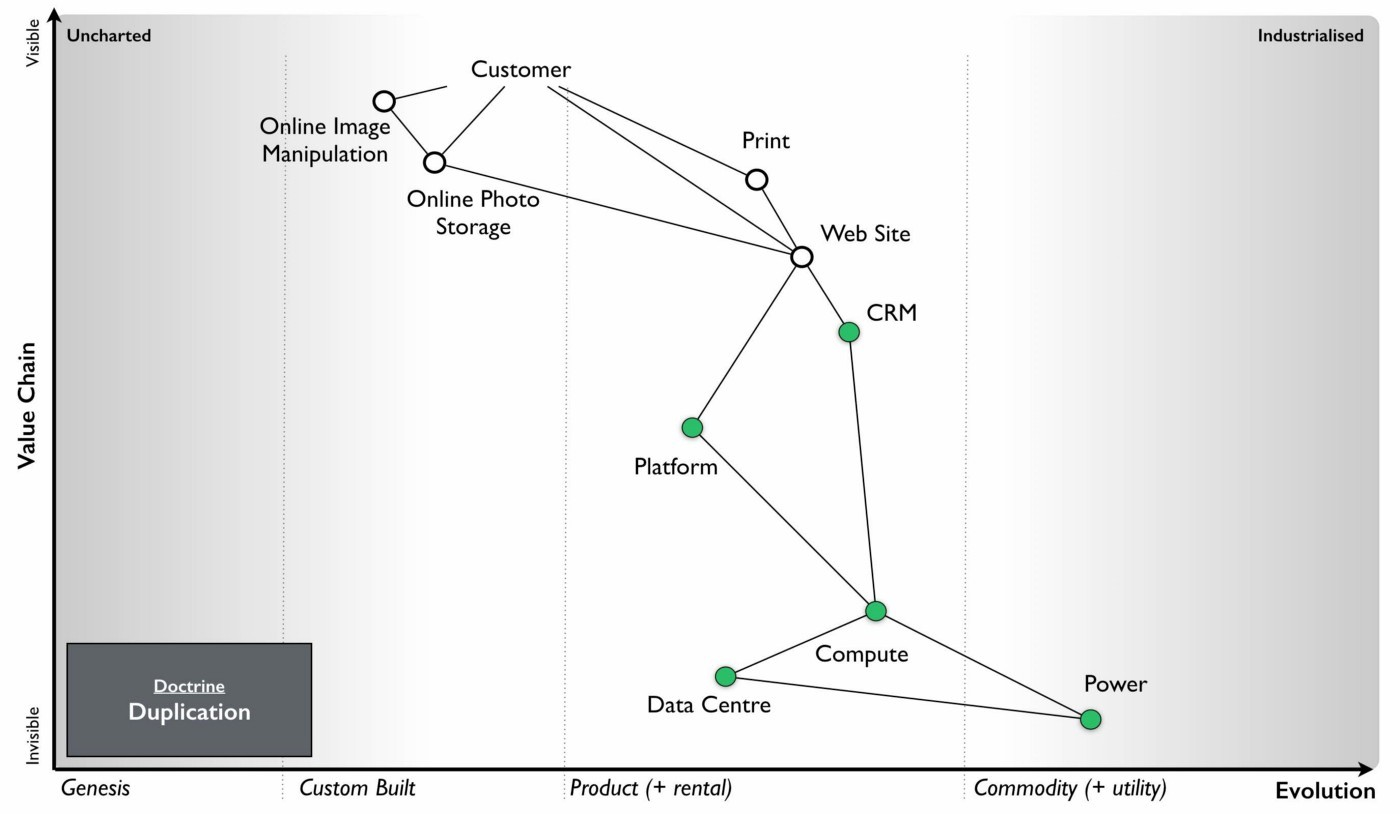 Visible
Uncharted
Industrialised
Customer
Online Image
Manipulation
Print
Online Photo
Storage
Web Site
CRM
Value Chain
Platform
Compute
Power
Data Centre
Doctrine
Duplication
Invisible
Genesis
Custom Built
Product (+ rental)
Commodity (+ utility)
Evolution